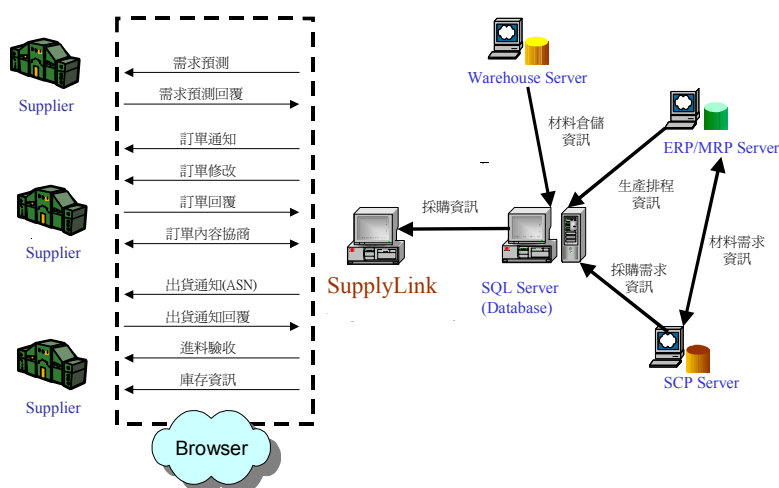 需求預測
需求預測回覆
訂單通知
訂單修改
訂單回覆
訂單內容協商
出貨通知(ASN)
出貨通知回覆
進料驗收
庫存資訊
Supplier
Supplier
Supplier
Browser
SupplyLink
採購資訊
SQL Server
(Database)
Warehouse Server
材料倉儲
資訊
ERP/MRP Server
生產排程
資訊
材料需求
資訊
採購需求
資訊
SCP Server